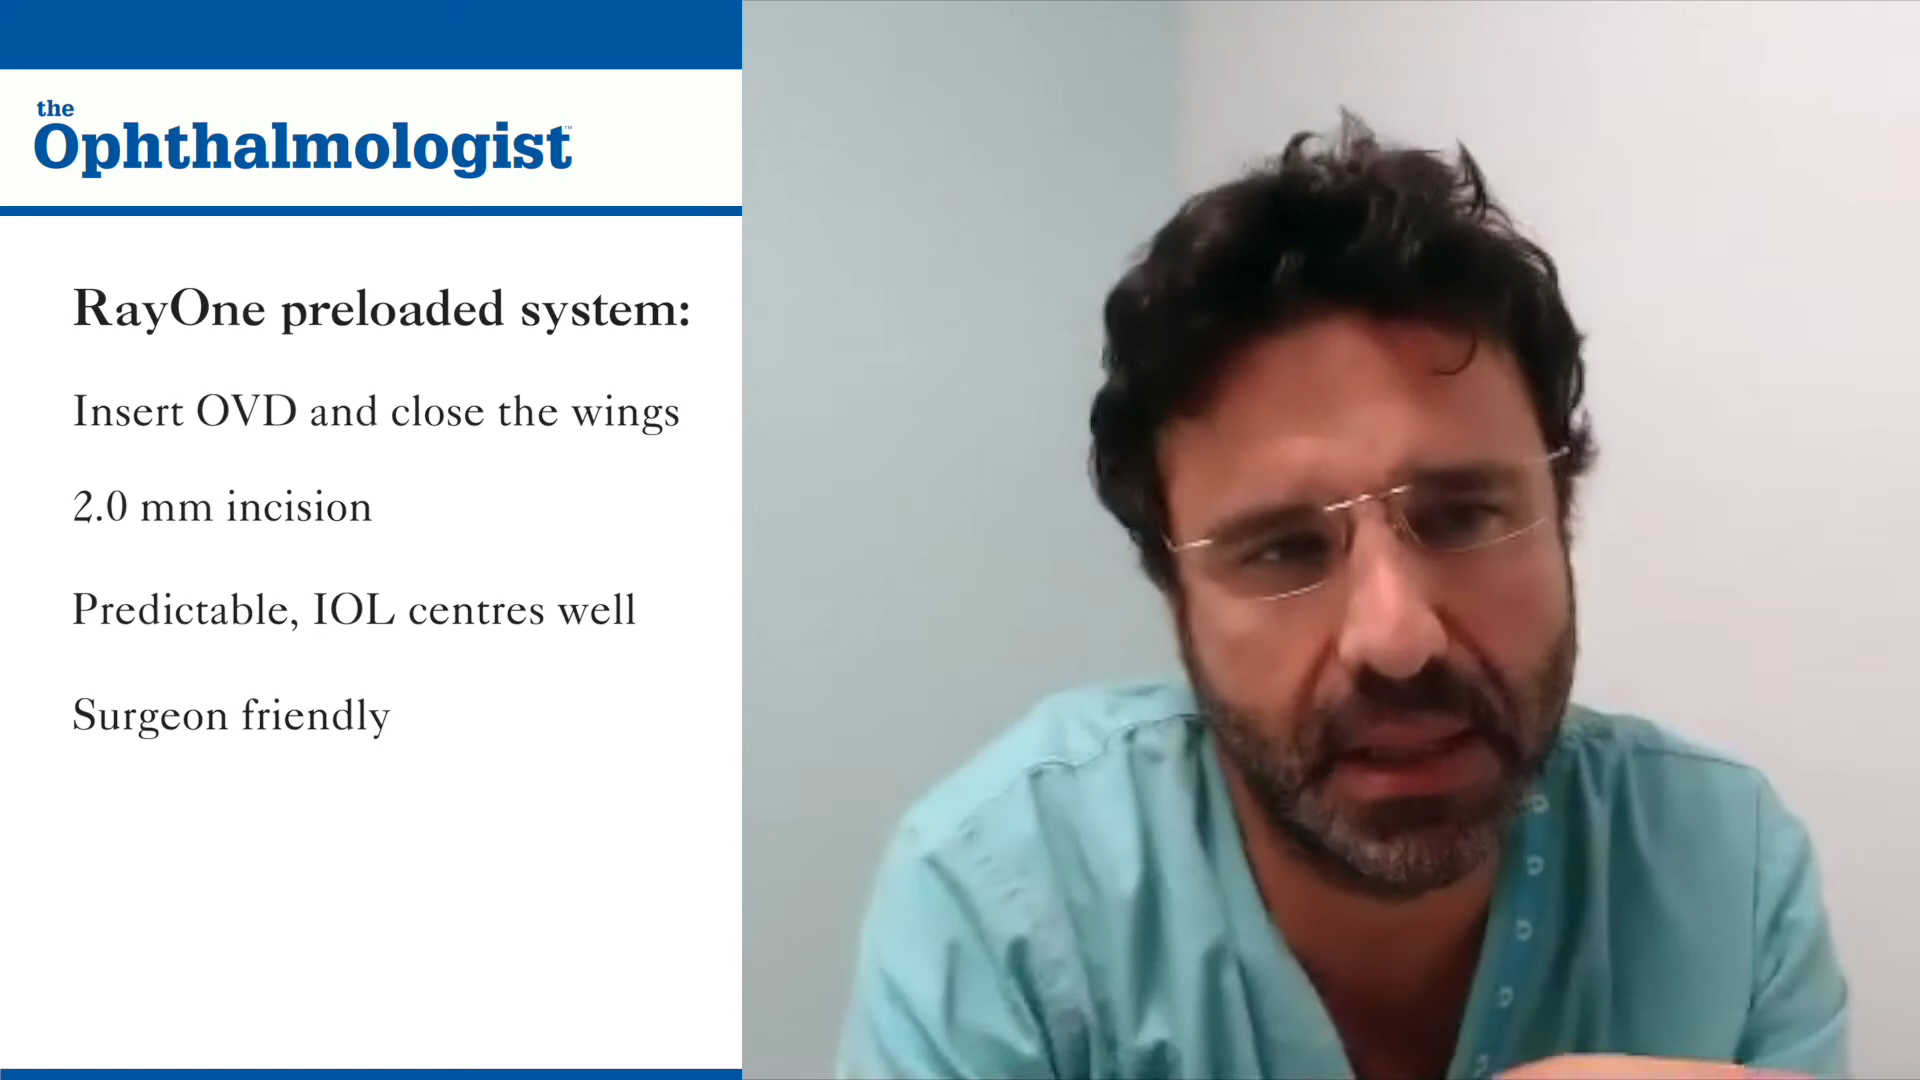 the
Ophthalmologist™
RayOne preloaded system:
Insert OVD and close the wings
2.0 mm incision
Predictable, IOL centres well
Surgeon friendly